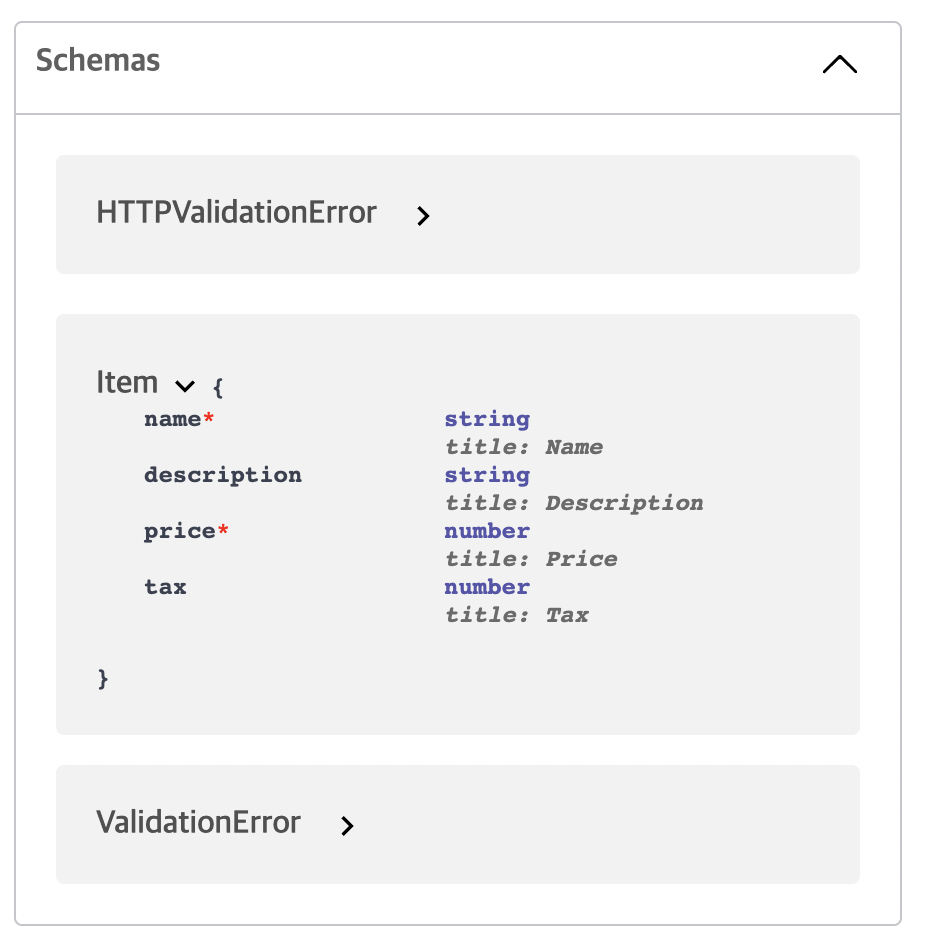 Schemas
HTTPValidationError
Item {
name* string
title: Name
description string
title: Description
price* number
title: Price
tax number
title: Tax
}
ValidationError